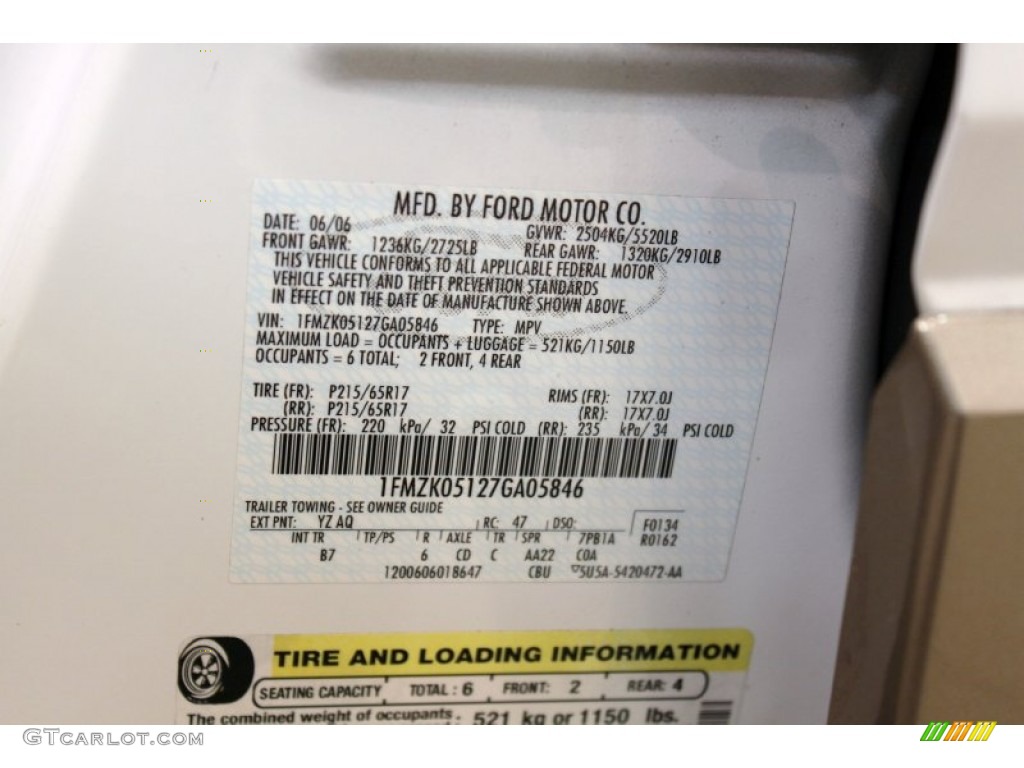 MFD. BY FORD MOTOR CO.
DATE: 06/06 GVWR: 2504KG/5520LB
FRONT GAWR: 1236KG/2725LB REAR GAWR: 1320KG/2910LB
THIS VEHICLE CONFORMS TO ALL APPLICABLE FEDERAL MOTOR
VEHICLE SAFETY AND THEFT PREVENTION STANDARDS
IN EFFECT ON THE DATE OF MANUFACTURE SHOWN ABOVE.
VIN: 1FMZK05127GA05846 TYPE: MPV
MAXIMUM LOAD = OCCUPANTS + LUGGAGE = 521KG/1150LB
OCCUPANTS = 6 TOTAL; 2 FRONT, 4 REAR
TIRE (FR): P215/65R17 RIMS (FR): 17X7.0J
(RR): P215/65R17 (RR): 17X7.0J
PRESSURE (FR): 220 kPa/ 32 PSI COLD (RR): 235 kPa/ 34 PSI COLD
1FMZK05127GA05846
TRAILER TOWING - SEE OWNER GUIDE
EXT PNT: YZ AQ RC: 47 DSO: F0134
INT TR TP/PS R AXLE TR SPR 7PB1A R0162
B7 6 CD C AA22 C0A
1200606018647 CBU ▽5U5A-5420472-AA
TIRE AND LOADING INFORMATION
SEATING CAPACITY TOTAL : 6 FRONT: 2 REAR: 4
The combined weight of occupants 521 kg or 1150 lbs.
GTCarlot.com